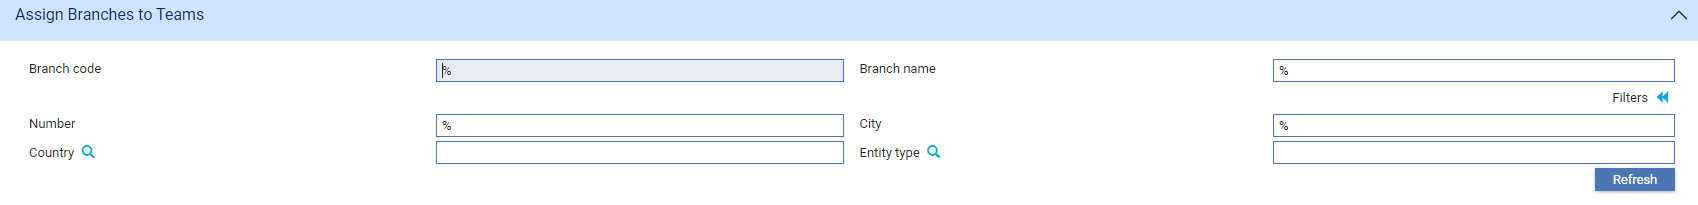 Assign Branches to Teams
Branch code % Branch name %
Filters
Number % City %
Country Entity type
Refresh